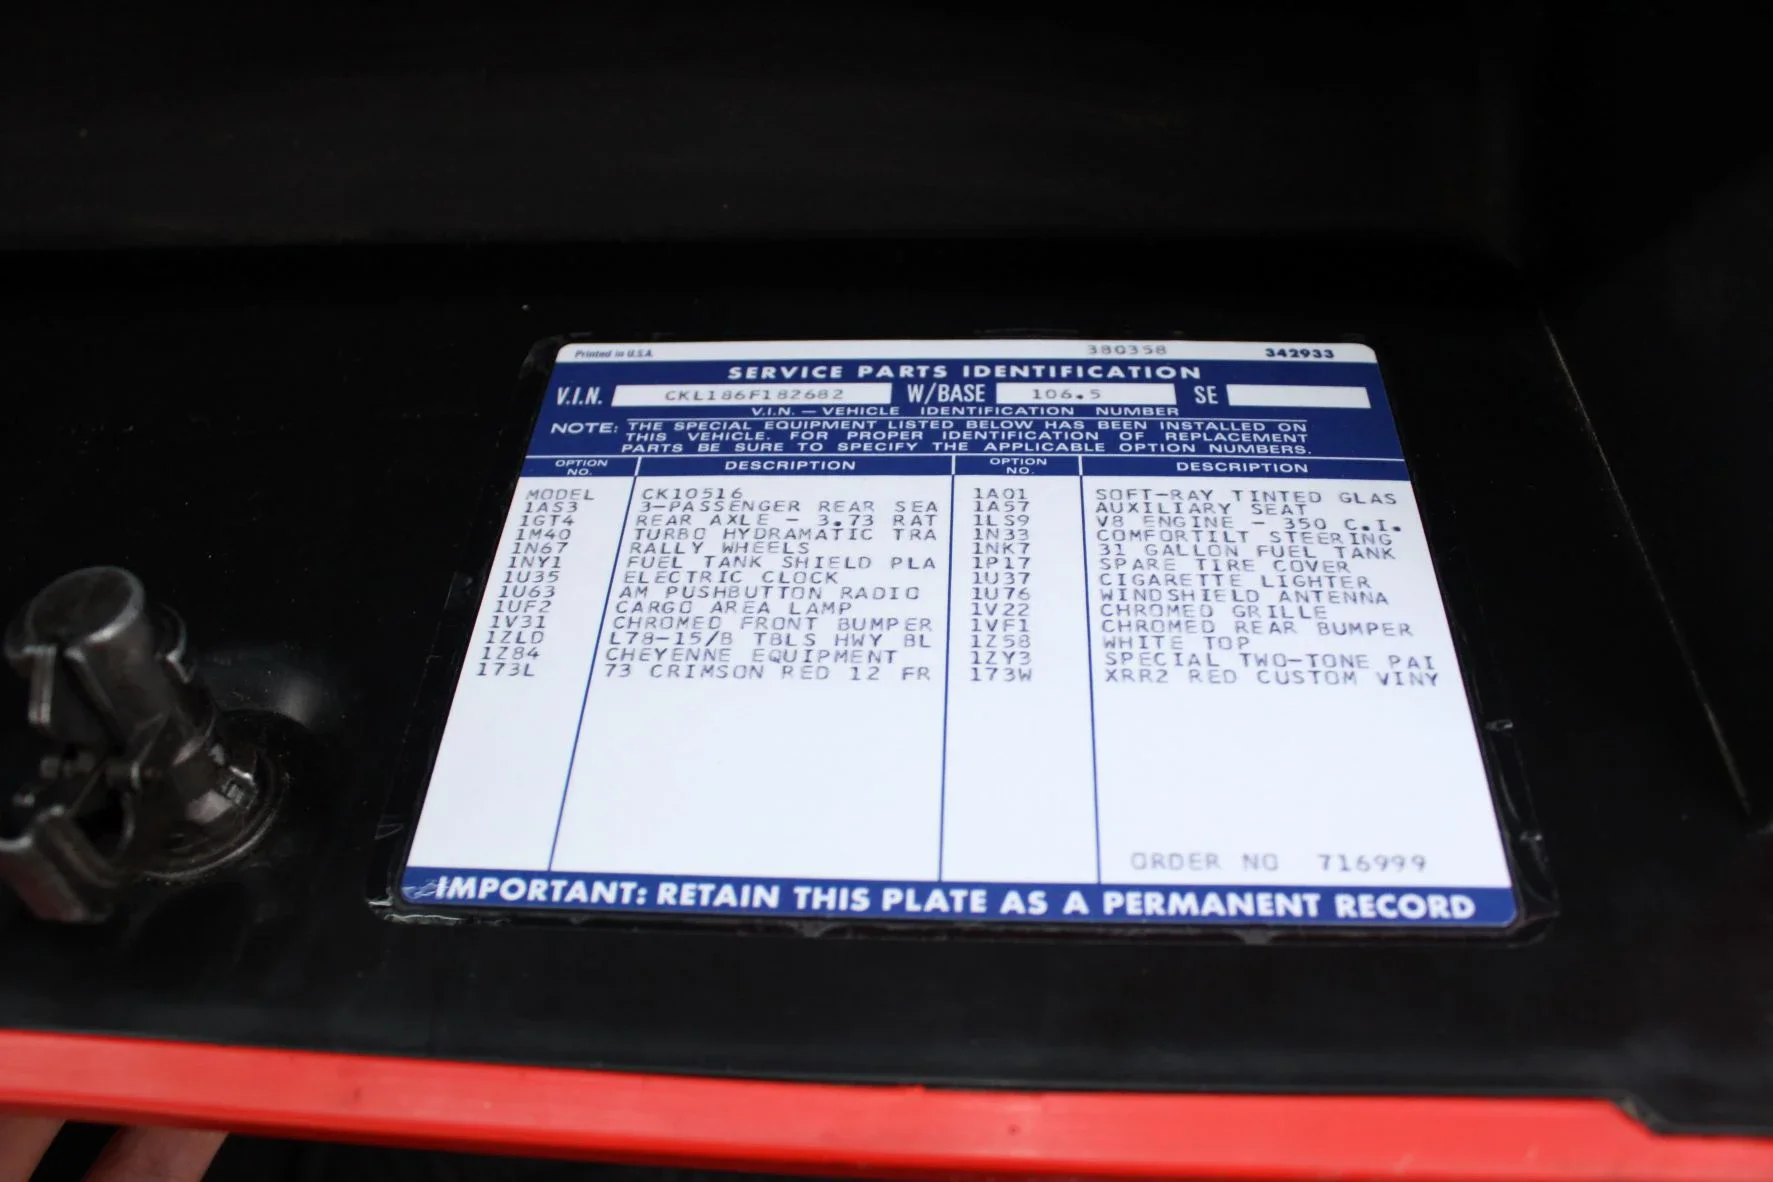 Printed in U.S.A. 380358 342933
SERVICE PARTS IDENTIFICATION
V.I.N. CKL186F182682 W/BASE 106.5 SE
V.I.N. — VEHICLE IDENTIFICATION NUMBER
NOTE: THE SPECIAL EQUIPMENT LISTED BELOW HAS BEEN INSTALLED ON
THIS VEHICLE. FOR PROPER IDENTIFICATION OF REPLACEMENT
PARTS BE SURE TO SPECIFY THE APPLICABLE OPTION NUMBERS.
OPTION NO. DESCRIPTION OPTION NO. DESCRIPTION
MODEL CK10516 1A01 SOFT-RAY TINTED GLAS
1AS3 3-PASSENGER REAR SEA 1A57 AUXILIARY SEAT
1GT4 REAR AXLE - 3.73 RAT 1LS9 V8 ENGINE - 350 C.I.
1M40 TURBO HYDRAMATIC TRA 1N33 COMFORTILT STEERING
1N67 RALLY WHEELS 1NK7 31 GALLON FUEL TANK
1NY1 FUEL TANK SHIELD PLA 1P17 SPARE TIRE COVER
1U35 ELECTRIC CLOCK 1U37 CIGARETTE LIGHTER
1U63 AM PUSHBUTTON RADIO 1U76 WINDSHIELD ANTENNA
1UF2 CARGO AREA LAMP 1V22 CHROMED GRILLE
1V31 CHROMED FRONT BUMPER 1VF1 CHROMED REAR BUMPER
1ZLD L78-15/B TBLS HWY BL 1Z58 WHITE TOP
1Z84 CHEYENNE EQUIPMENT 1ZY3 SPECIAL TWO-TONE PAI
173L 73 CRIMSON RED 12 FR 173W XRR2 RED CUSTOM VINY
ORDER NO 716999
IMPORTANT: RETAIN THIS PLATE AS A PERMANENT RECORD